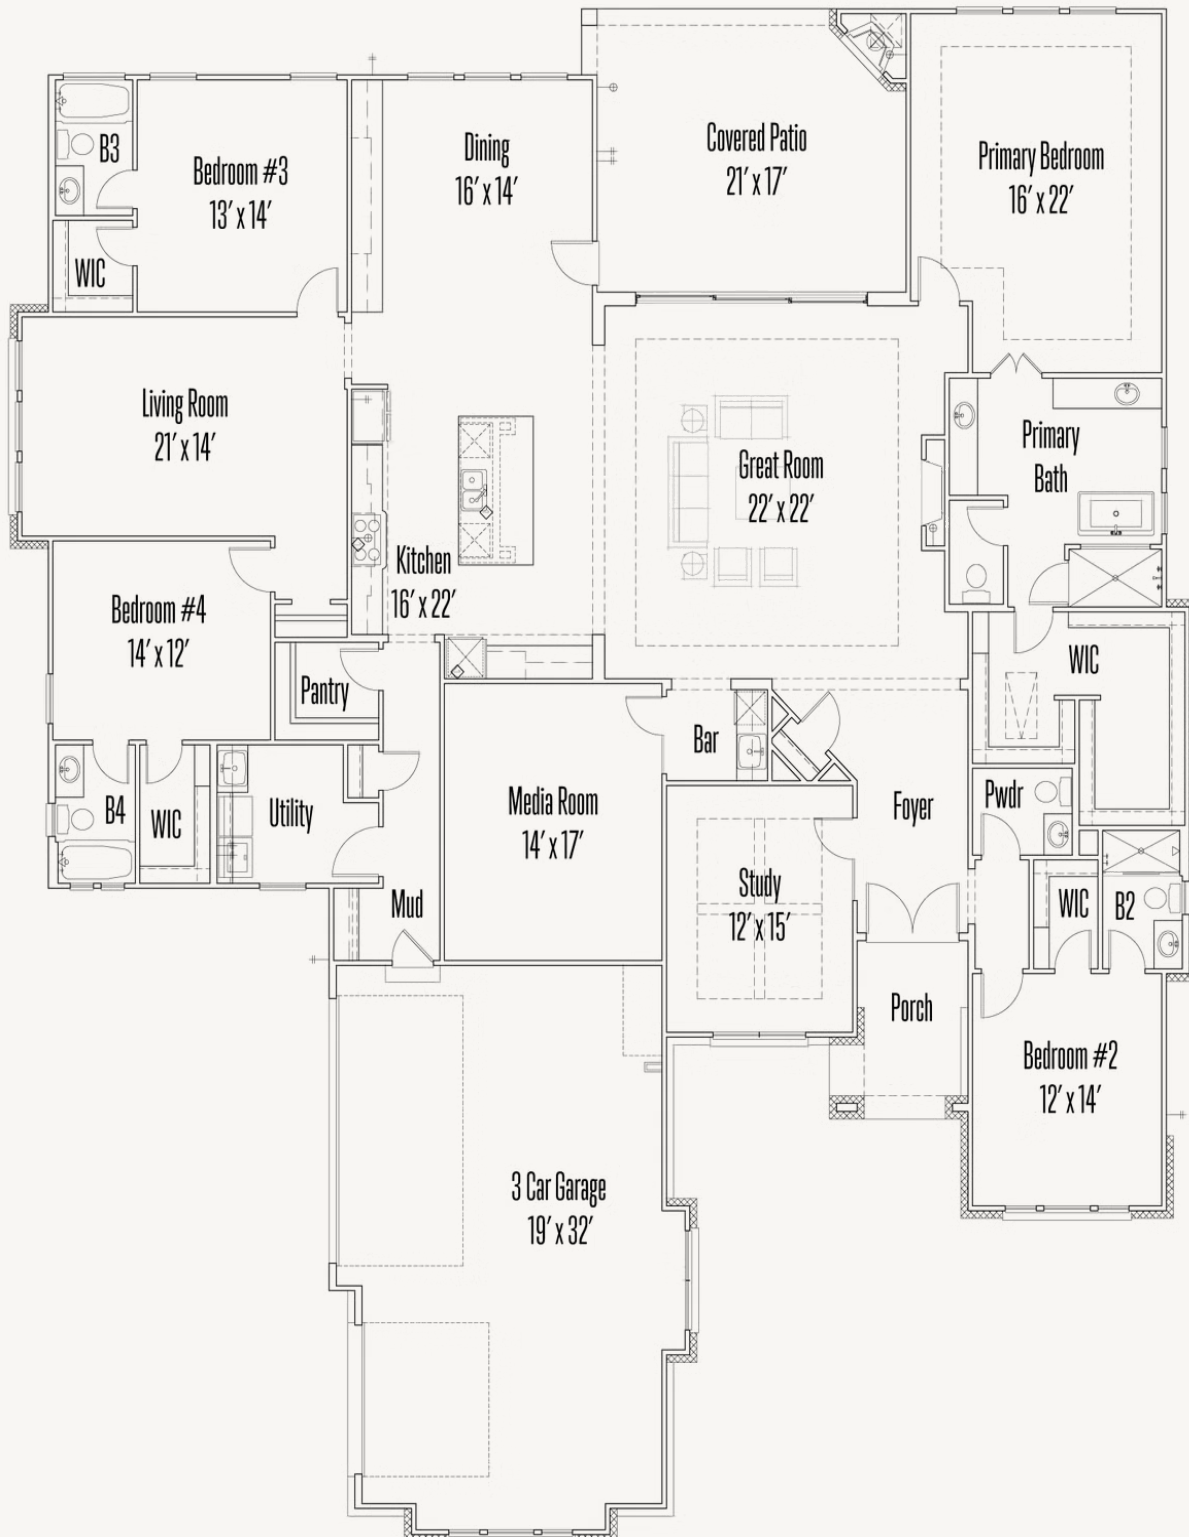 B3
Bedroom #3
13' x 14'
WIC
Dining
16' x 14'
Covered Patio
21' x 17'
Primary Bedroom
16' x 22'
Living Room
21' x 14'
Great Room
22' x 22'
Primary
Bath
Kitchen
16' x 22'
Bedroom #4
14' x 12'
Pantry
WIC
Bar
B4
WIC
Utility
Media Room
14' x 17'
Foyer
Pwdr
Mud
Study
12' x 15'
WIC
B2
Porch
Bedroom #2
12' x 14'
3 Car Garage
19' x 32'